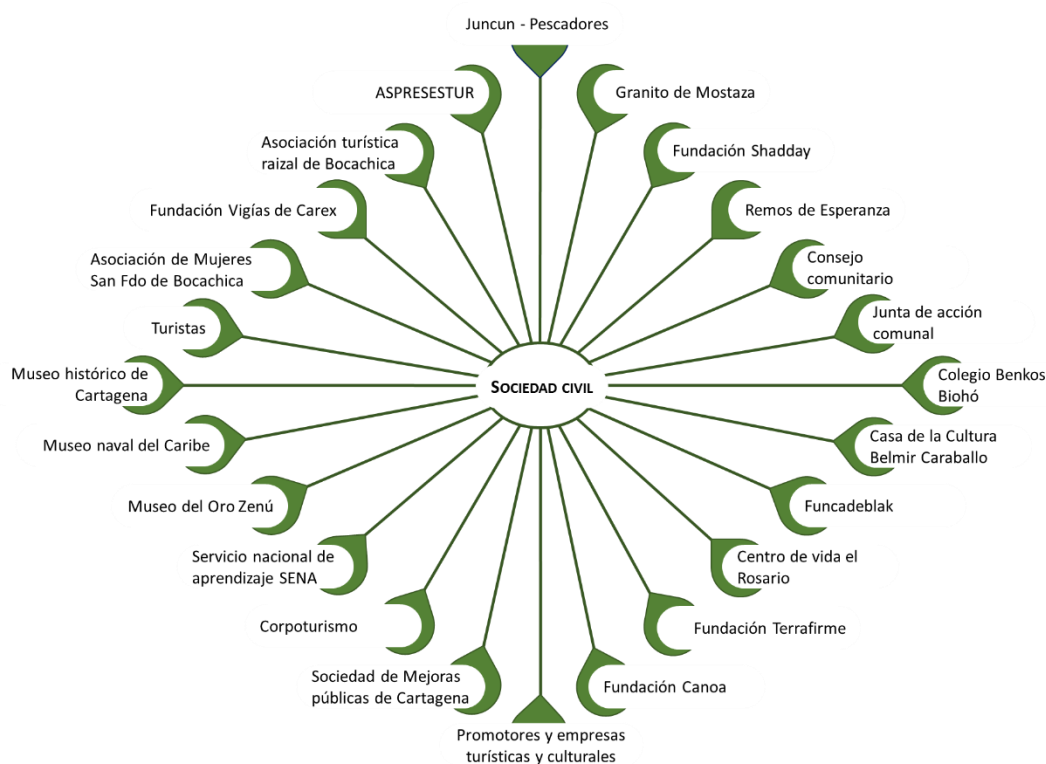 Juncun - Pescadores
ASPRESESTUR
Granito de Mostaza
Asociación turística
raizal de Bocachica
Fundación Shadday
Fundación Vigías de Carex
Remos de Esperanza
Asociación de Mujeres
San Fdo de Bocachica
Consejo
comunitario
Turistas
Junta de acción
comunal
Museo histórico de
Cartagena
SOCIEDAD CIVIL
Colegio Benkos
Biohó
Museo naval del Caribe
Casa de la Cultura
Belmir Caraballo
Museo del Oro Zenú
Funcadeblak
Servicio nacional de
aprendizaje SENA
Centro de vida el
Rosario
Corpoturismo
Fundación Terrafirme
Sociedad de Mejoras
públicas de Cartagena
Fundación Canoa
Promotores y empresas
turísticas y culturales